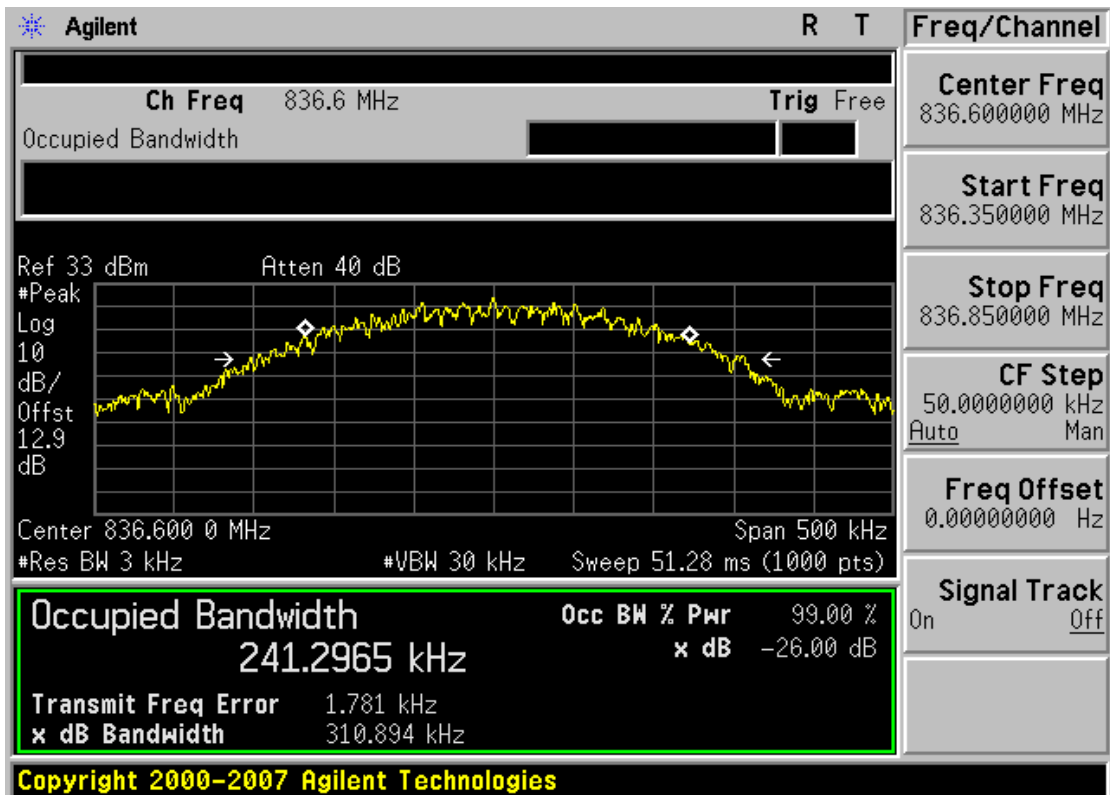 Agilent R T
Ch Freq 836.6 MHz Trig Free
Occupied Bandwidth
Ref 33 dBm Atten 40 dB
#Peak
Log
10
dB/
Offst
12.9
dB
Center 836.600 0 MHz Span 500 kHz
#Res BW 3 kHz #VBW 30 kHz Sweep 51.28 ms (1000 pts)
Occupied Bandwidth
241.2965 kHz
Occ BW % Pwr 99.00 %
x dB -26.00 dB
Transmit Freq Error 1.781 kHz
x dB Bandwidth 310.894 kHz
Copyright 2000-2007 Agilent Technologies
Freq/Channel
Center Freq
836.600000 MHz
Start Freq
836.350000 MHz
Stop Freq
836.850000 MHz
CF Step
50.0000000 kHz
Auto Man
Freq Offset
0.00000000 Hz
Signal Track
On Off